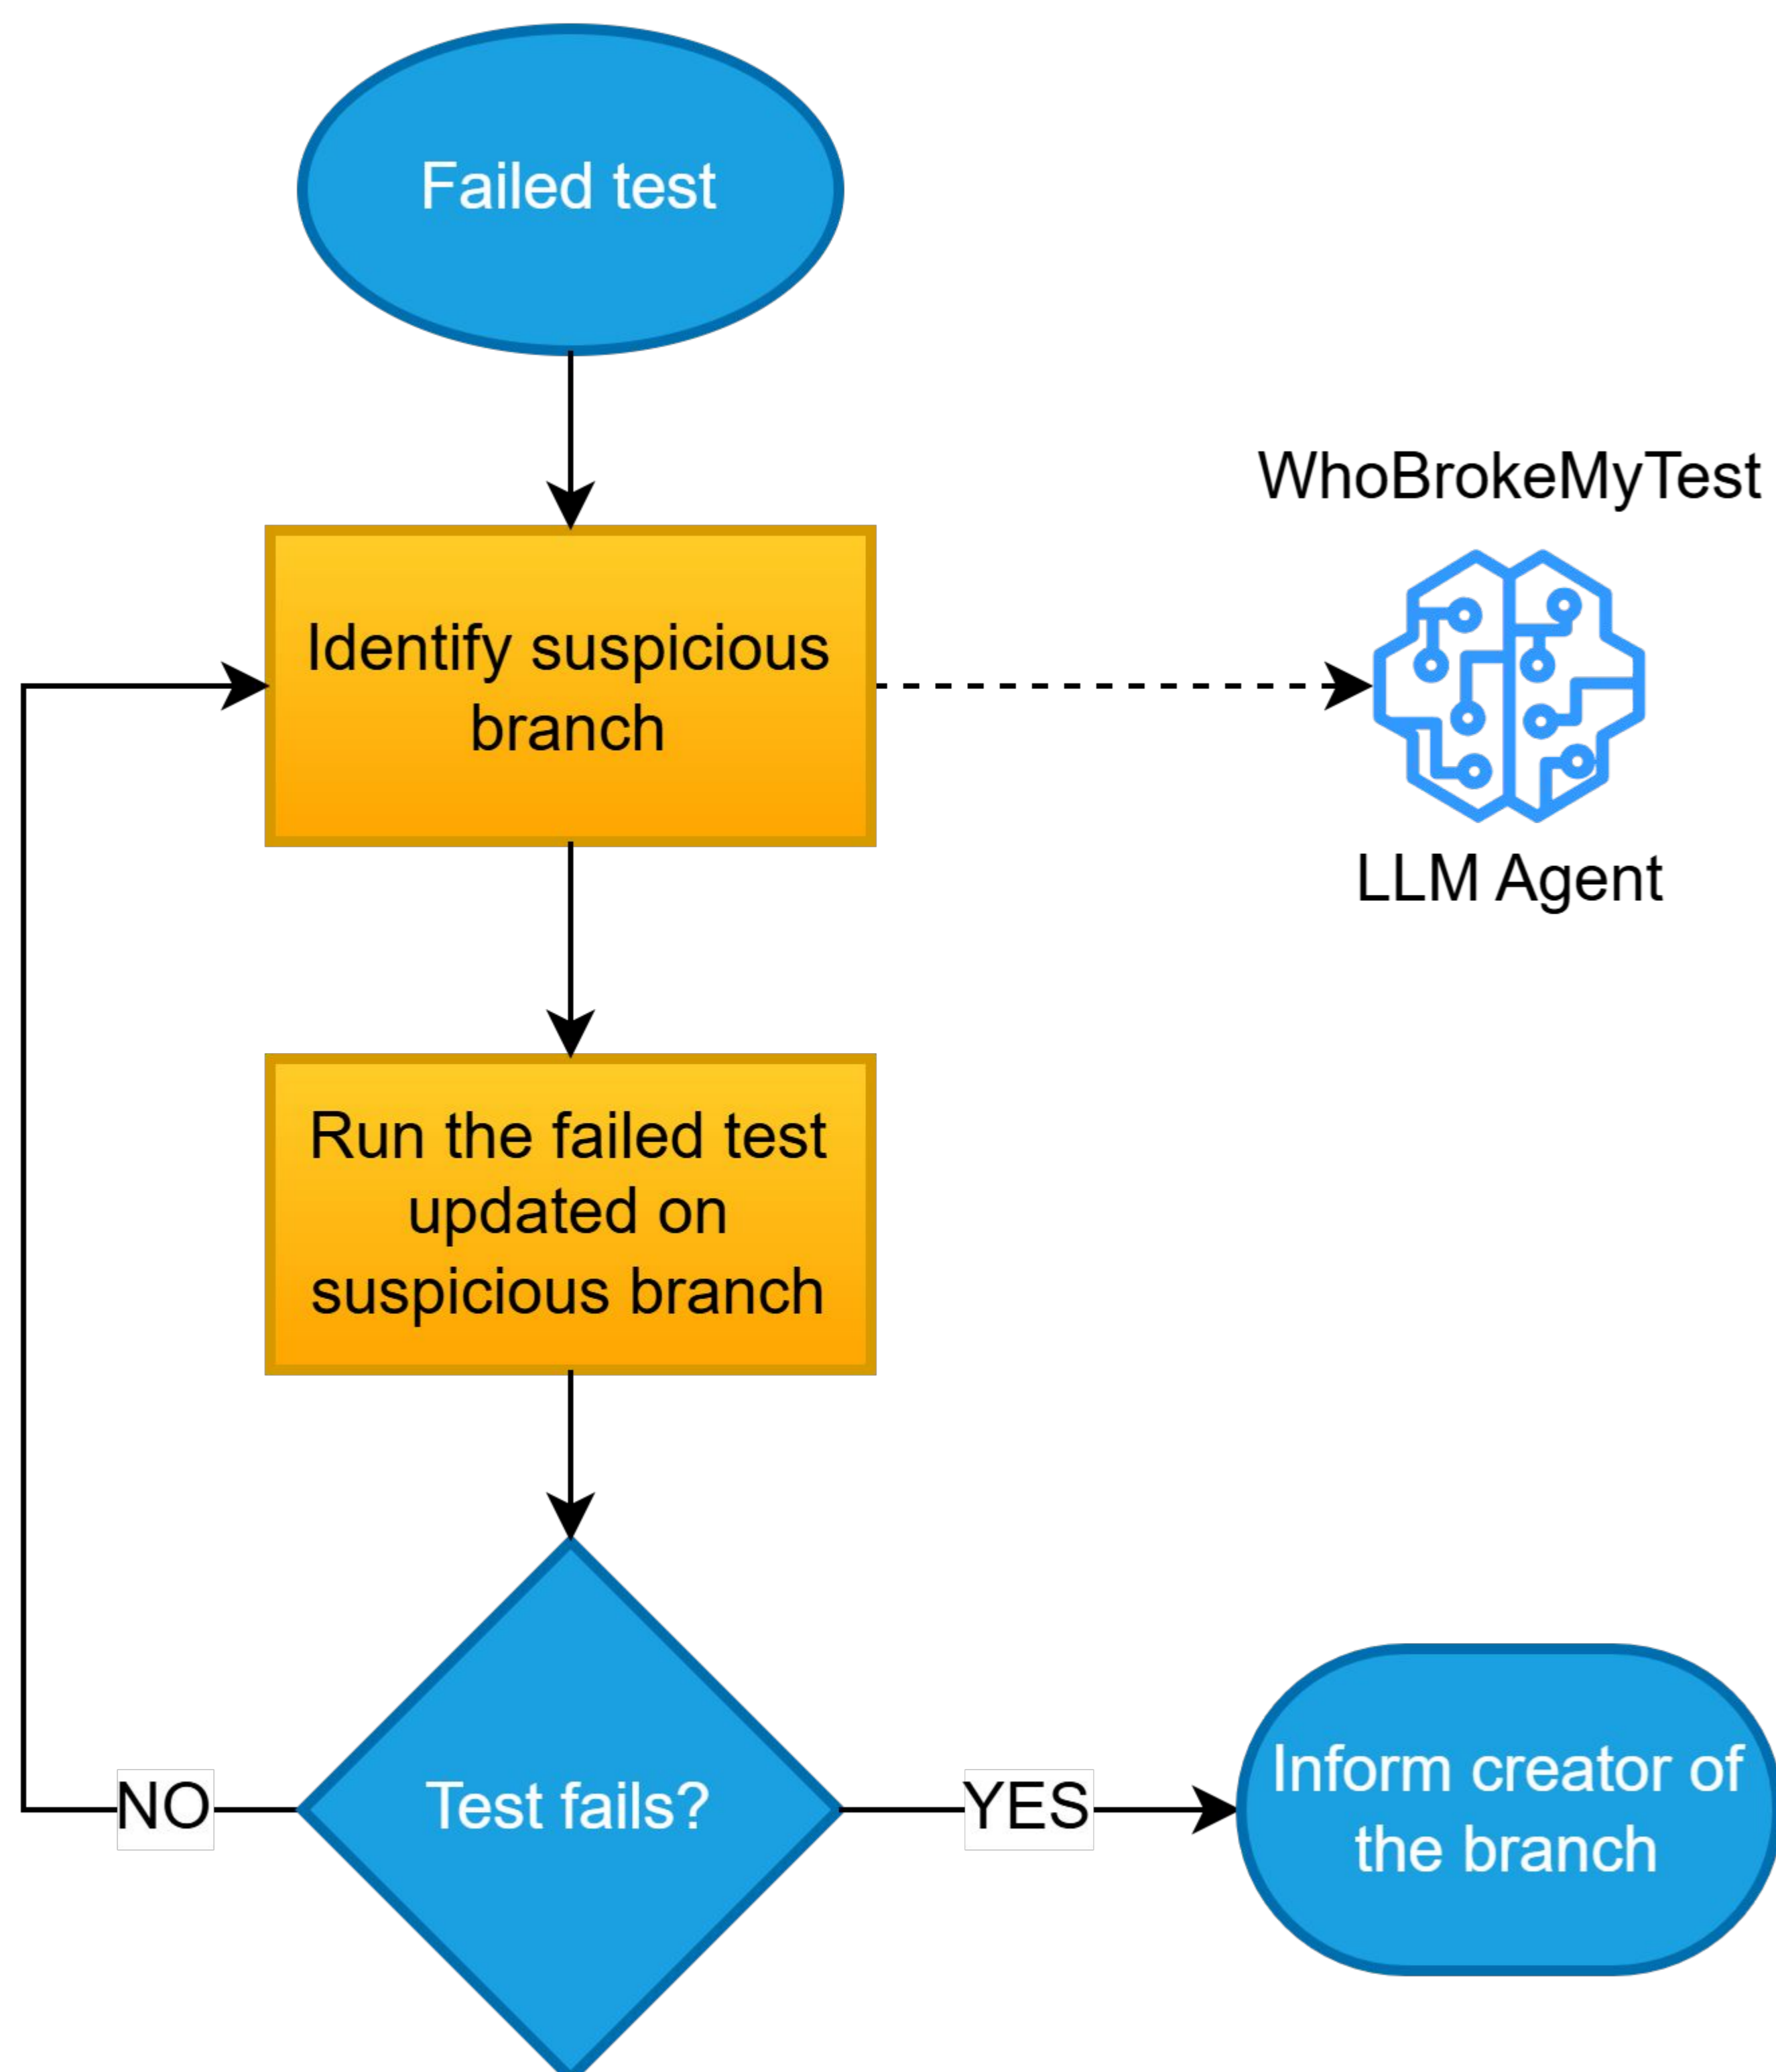 Failed test
WhoBrokeMyTest
Identify suspicious
branch
LLM Agent
Run the failed test
updated on
suspicious branch
Test fails?
NO
YES
Inform creator of
the branch